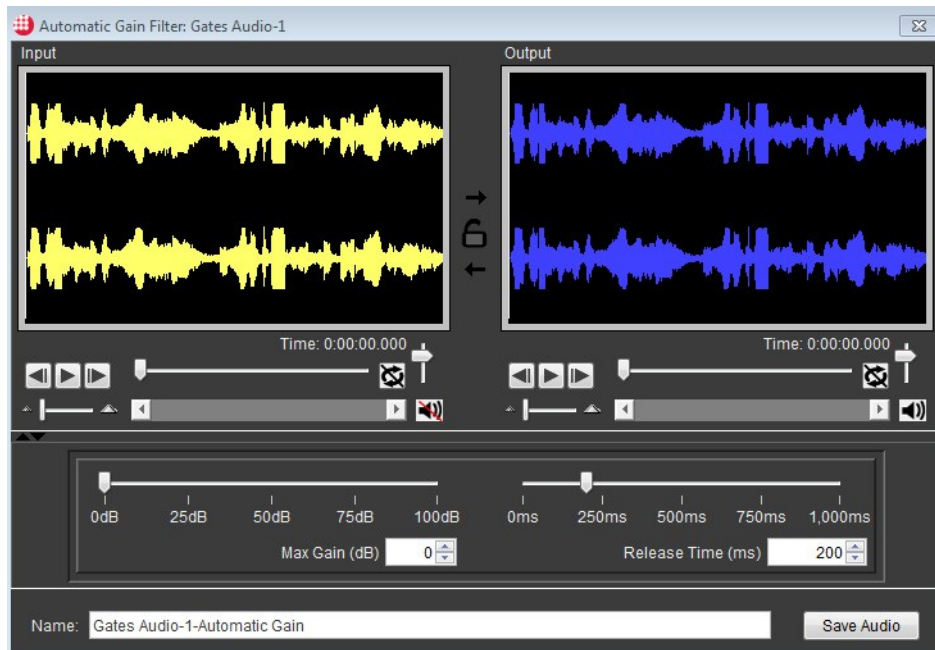 Automatic Gain Filter: Gates Audio-1
Input
Output
Time: 0:00:00.000
Time: 0:00:00.000
0dB 25dB 50dB 75dB 100dB
0ms 250ms 500ms 750ms 1,000ms
Max Gain (dB) 0
Release Time (ms) 200
Name: Gates Audio-1-Automatic Gain
Save Audio